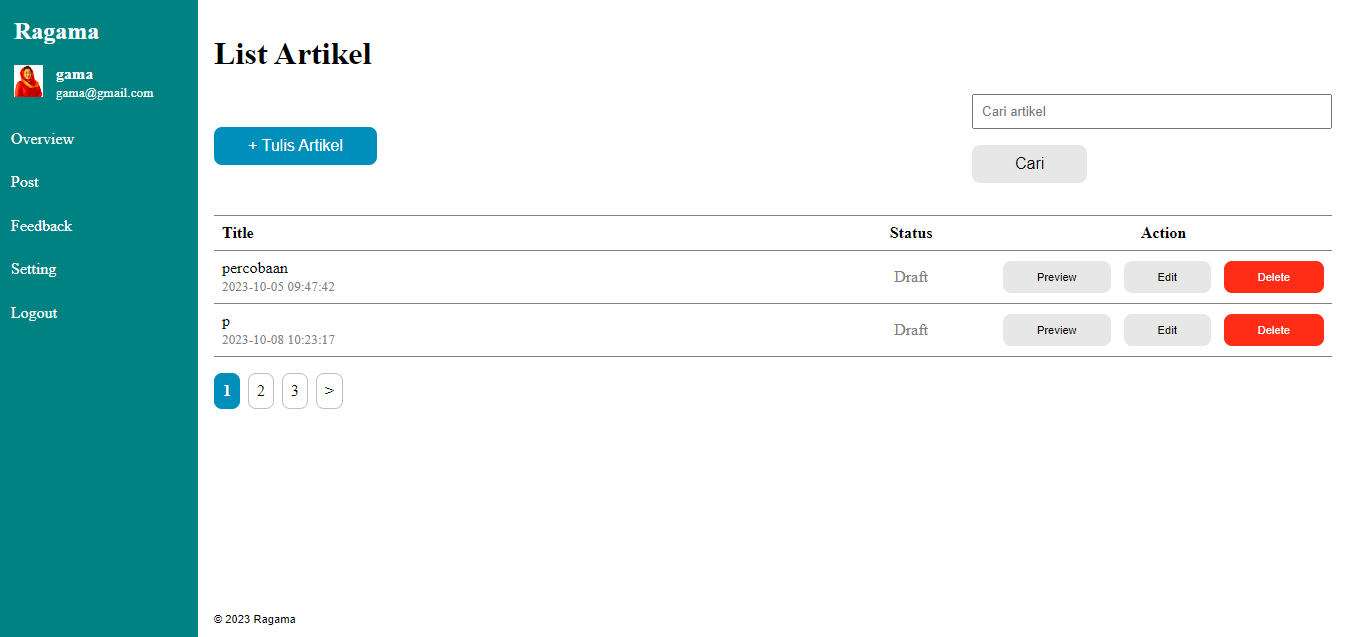 Ragama
gama
gama@gmail.com
Overview
Post
Feedback
Setting
Logout
List Artikel
+ Tulis Artikel
Cari artikel
Cari
Title Status Action
percobaan
2023-10-05 09:47:42
Draft Preview Edit Delete
p
2023-10-08 10:23:17
Draft Preview Edit Delete
1 2 3 >
© 2023 Ragama